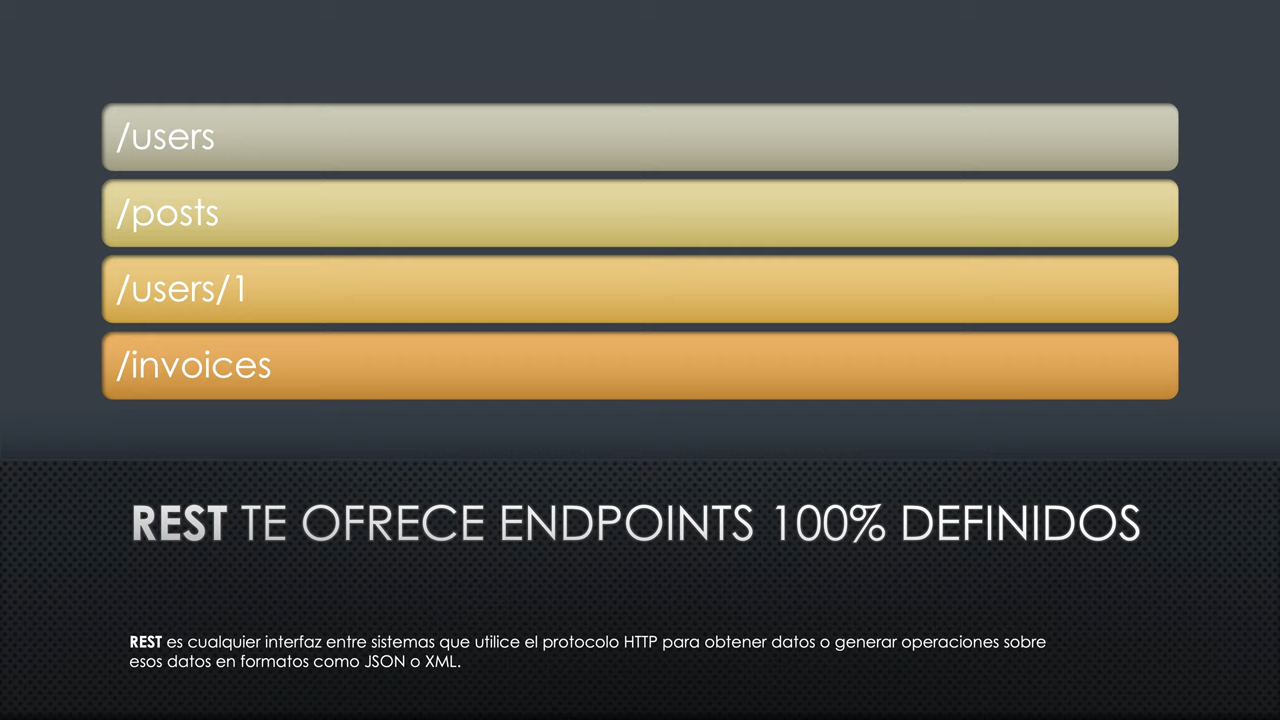 /users
/posts
/users/1
/invoices
REST TE OFRECE ENDPOINTS 100% DEFINIDOS
REST es cualquier interfaz entre sistemas que utilice el protocolo HTTP para obtener datos o generar operaciones sobre
esos datos en formatos como JSON o XML.